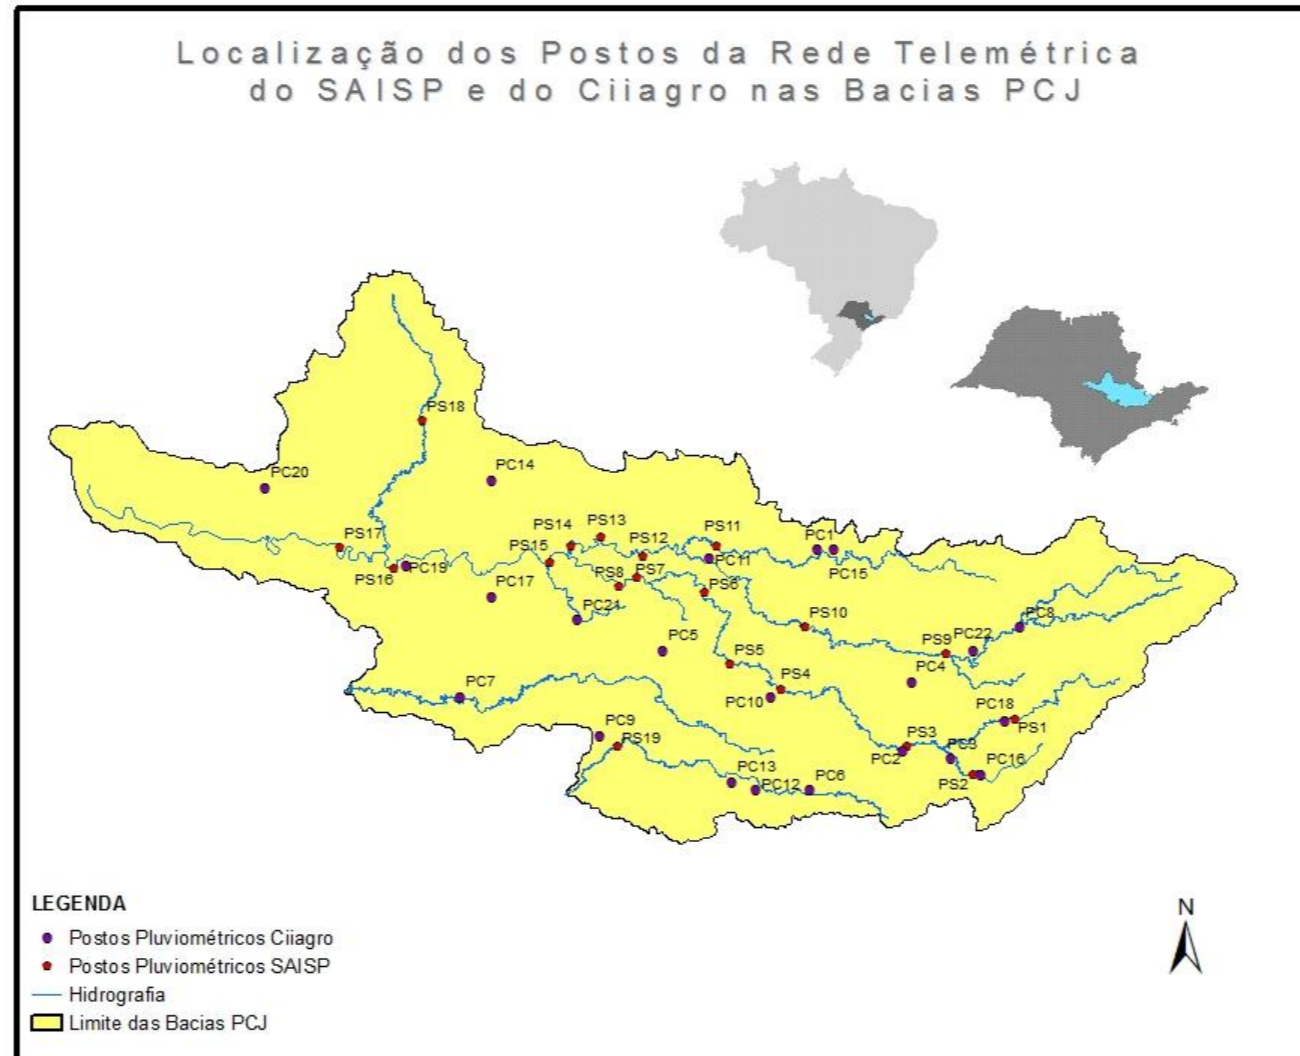 Localização dos Postos da Rede Telemétrica
do SAISP e do Ciiagro nas Bacias PCJ
PS18
PC20
PC14
PS17
PS14
PS13
PS12
PS11
PC1
PS15
PS16
PC19
PC11
PC15
PS8
PS7
PS6
PC17
PC21
PS10
PC8
PC5
PS5
PS9
PC22
PC4
PS4
PC7
PC10
PC18
PS1
PC9
PS19
PS3
PC2
PC3
PC16
PC13
PC12
PC6
PS2
LEGENDA
Postos Pluviométricos Ciiagro
Postos Pluviométricos SAISP
Hidrografia
Limite das Bacias PCJ
N